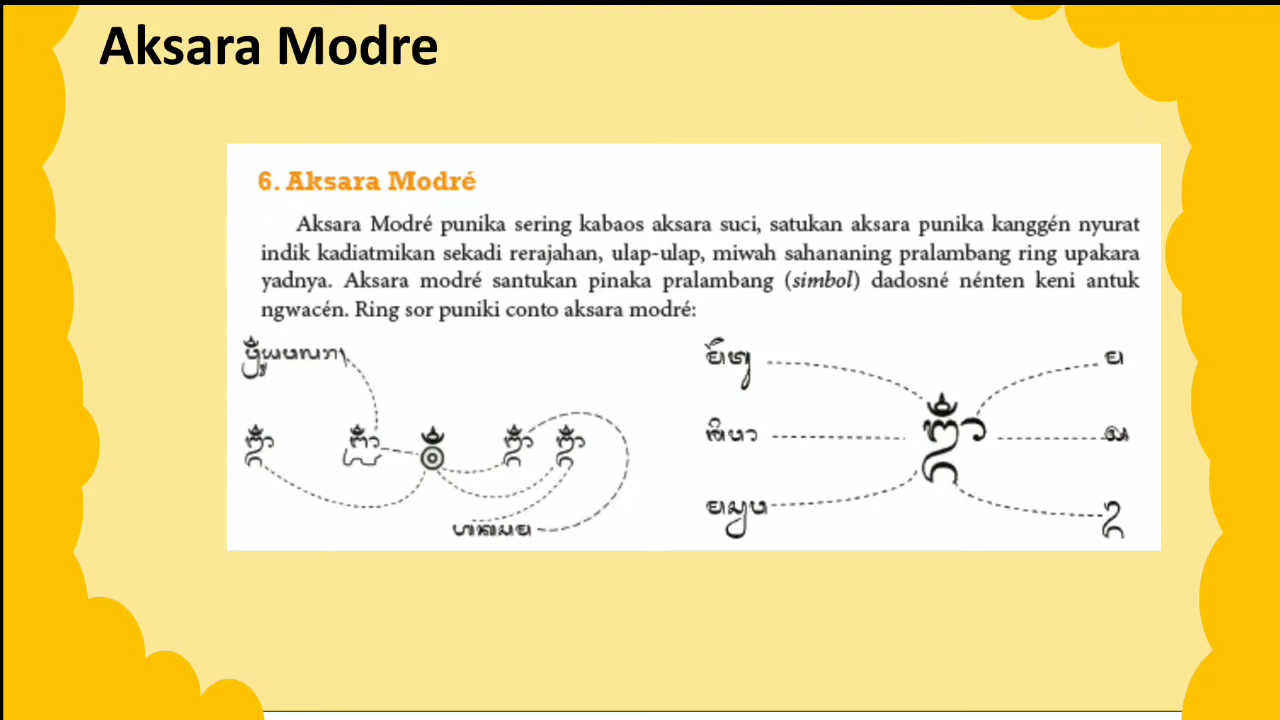 Aksara Modre
6. Aksara Modré
Aksara Modré punika sering kabaos aksara suci, satukan aksara punika kanggén nyurat
indik kadiatmikan sekadi rerajahan, ulap-ulap, miwah sahananing pralambang ring upakara
yadnya. Aksara modré santukan pinaka pralambang (simbol) dadosné nénten keni antuk
ngwacén. Ring sor puniki conto aksara modré: